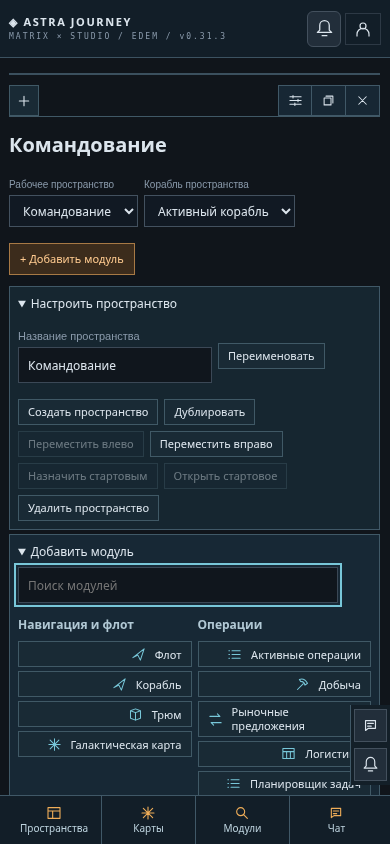 ◈ ASTRA JOURNEY
MATRIX × STUDIO / EDEM / v0.31.3
Командование
Рабочее пространство
Корабль пространства
Командование
Активный корабль
+ Добавить модуль
▼ Настроить пространство
Название пространства
Командование
Переименовать
Создать пространство
Дублировать
Переместить влево
Переместить вправо
Назначить стартовым
Открыть стартовое
Удалить пространство
▼ Добавить модуль
Поиск модулей
Навигация и флот
Флот
Корабль
Трюм
Галактическая карта
Операции
Активные операции
Добыча
Рыночные
предложения
Логисти
Планировщик задач
Пространства
Карты
Модули
Чат